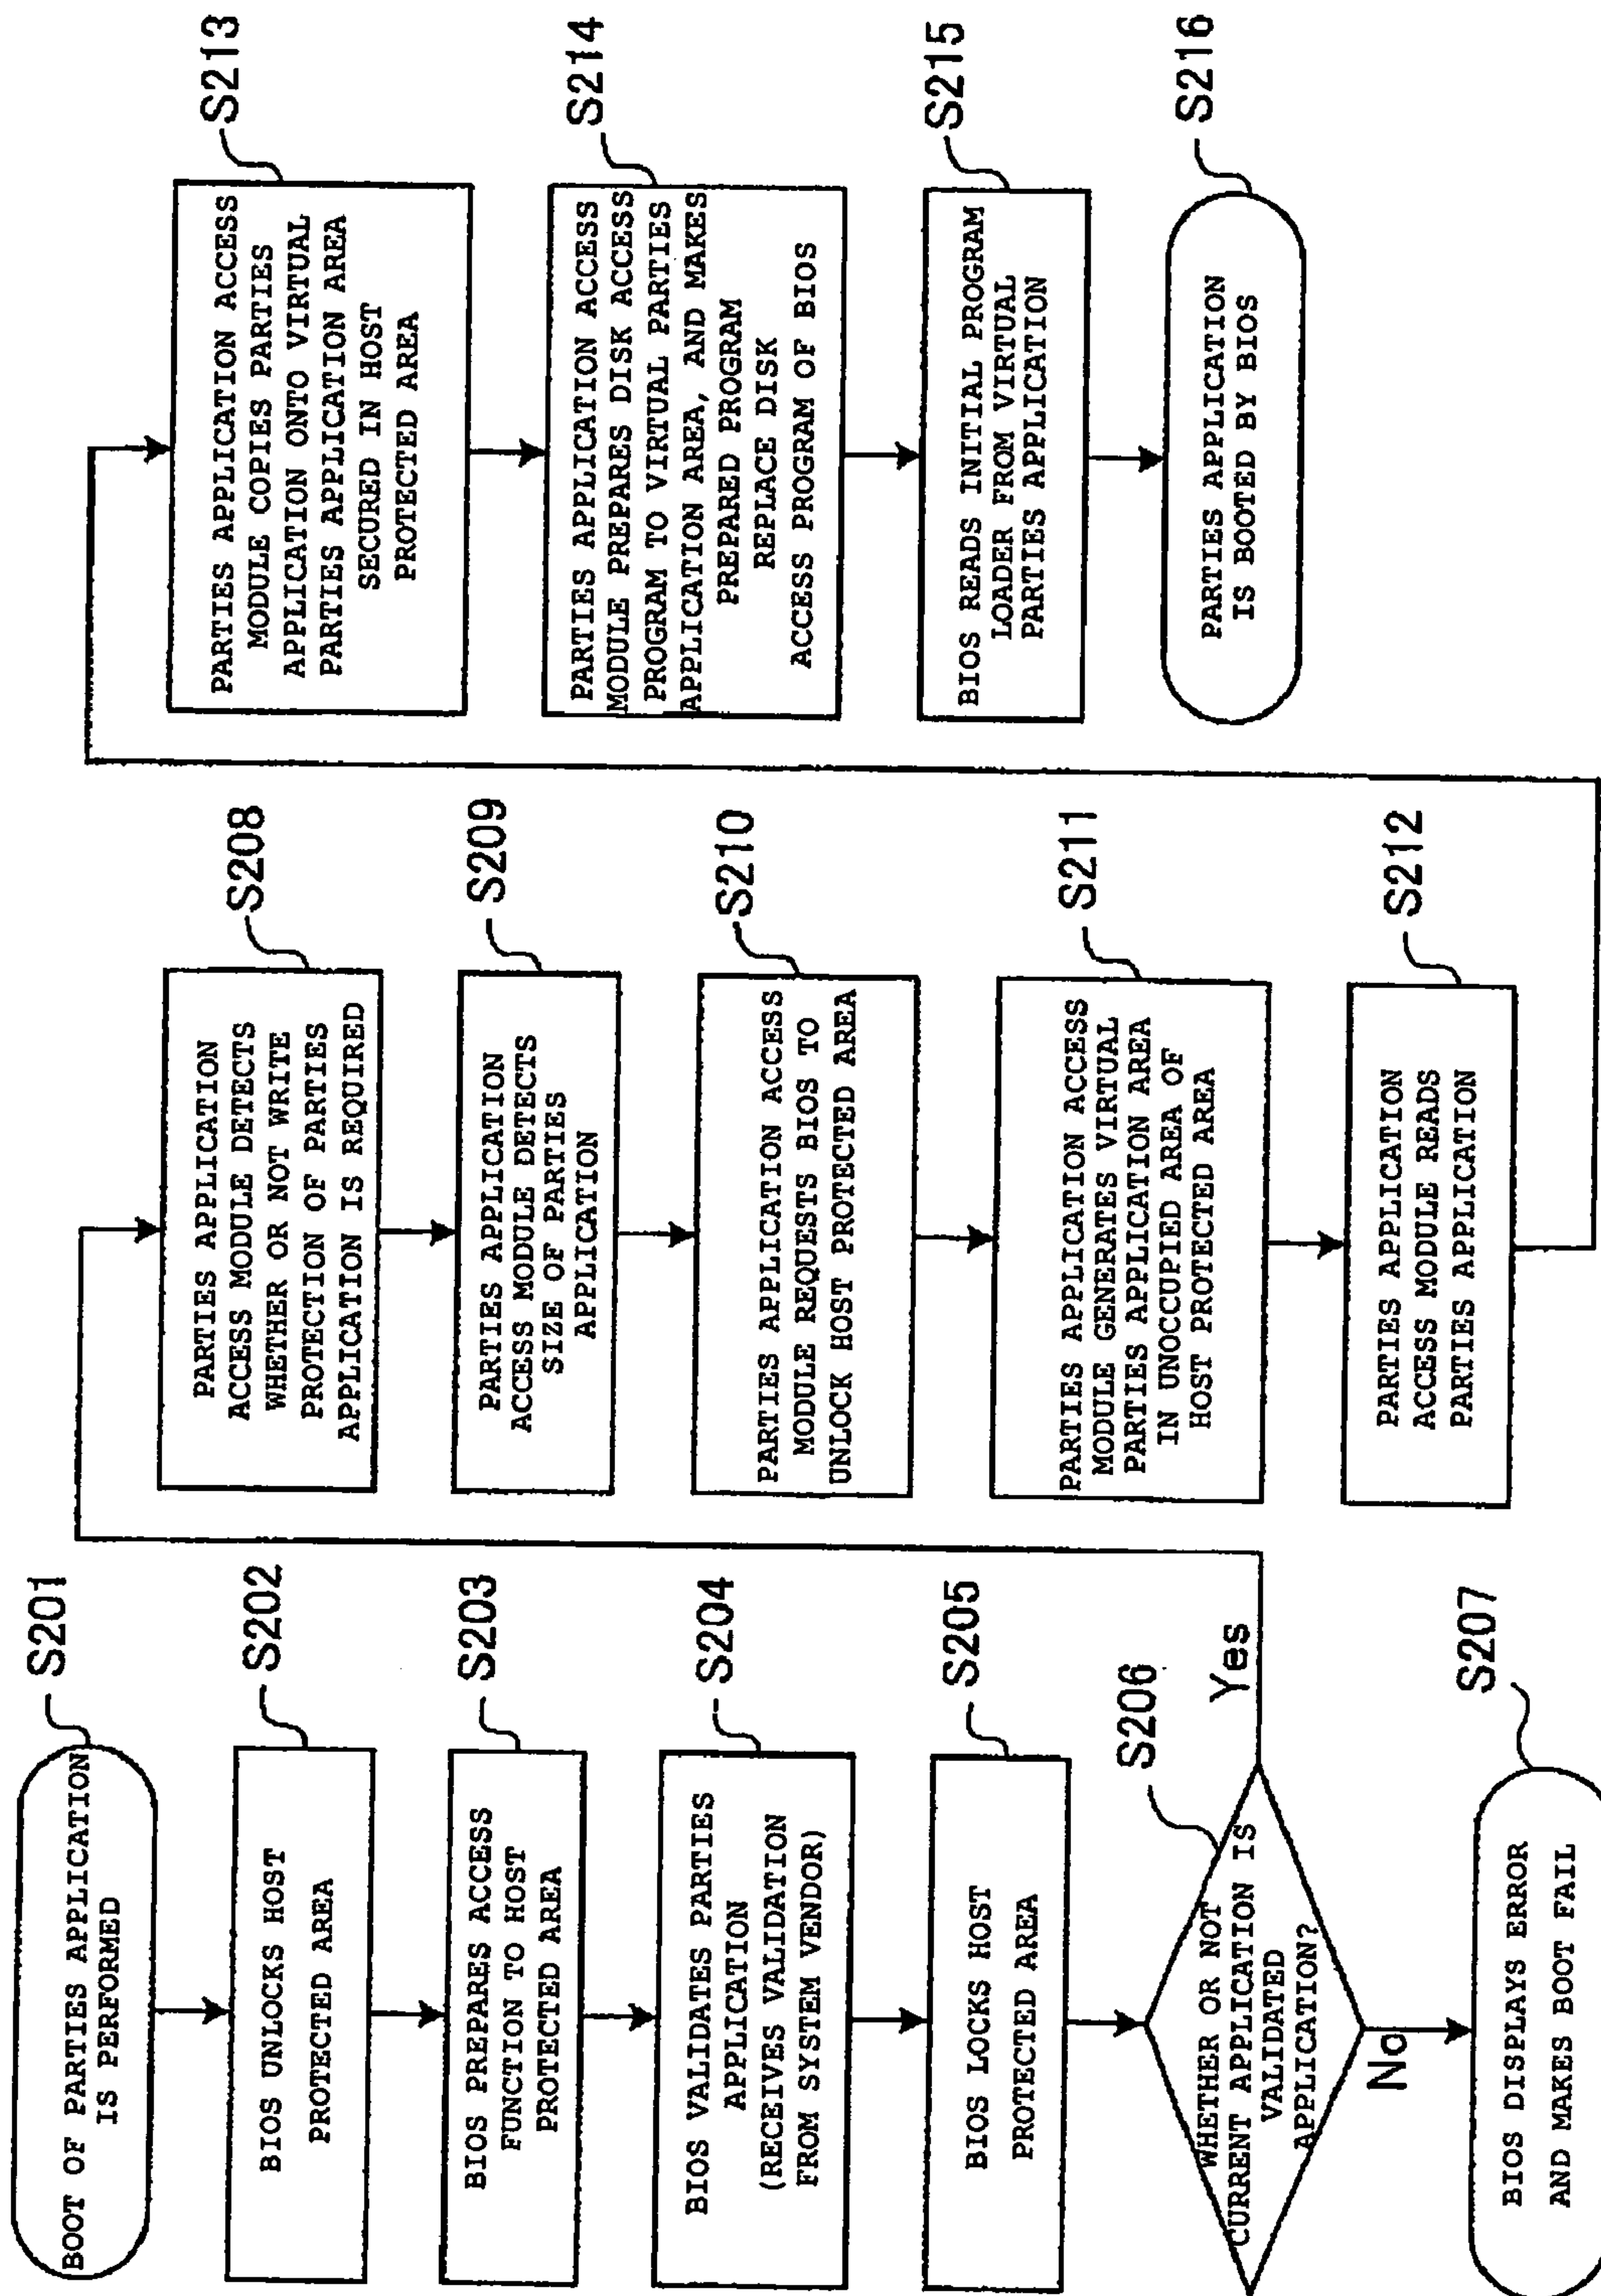 S201
BOOT OF PARTIES APPLICATION
IS PERFORMED
S202
BIOS UNLOCKS HOST
PROTECTED AREA
S203
BIOS PREPARES ACCESS
FUNCTION TO HOST
PROTECTED AREA
S204
BIOS VALIDATES PARTIES
APPLICATION
(RECEIVES VALIDATION
FROM SYSTEM VENDOR)
S205
BIOS LOCKS HOST
PROTECTED AREA
S206
WHETHER OR NOT
CURRENT APPLICATION IS
VALIDATED
APPLICATION?
Yes
No
S207
BIOS DISPLAYS ERROR
AND MAKES BOOT FAIL
S208
PARTIES APPLICATION
ACCESS MODULE DETECTS
WHETHER OR NOT WRITE
PROTECTION OF PARTIES
APPLICATION IS REQUIRED
S209
PARTIES APPLICATION
ACCESS MODULE DETECTS
SIZE OF PARTIES
APPLICATION
S210
PARTIES APPLICATION ACCESS
MODULE REQUESTS BIOS TO
UNLOCK HOST PROTECTED AREA
S211
PARTIES APPLICATION ACCESS
MODULE GENERATES VIRTUAL
PARTIES APPLICATION AREA
IN UNOCCUPIED AREA OF
HOST PROTECTED AREA
S212
PARTIES APPLICATION
ACCESS MODULE READS
PARTIES APPLICATION
S213
PARTIES APPLICATION ACCESS
MODULE COPIES PARTIES
APPLICATION ONTO VIRTUAL
PARTIES APPLICATION AREA
SECURED IN HOST
PROTECTED AREA
S214
PARTIES APPLICATION ACCESS
MODULE PREPARES DISK ACCESS
PROGRAM TO VIRTUAL PARTIES
APPLICATION AREA, AND MAKES
PREPARED PROGRAM
REPLACE DISK
ACCESS PROGRAM OF BIOS
S215
BIOS READS INITIAL PROGRAM
LOADER FROM VIRTUAL
PARTIES APPLICATION
S216
PARTIES APPLICATION
IS BOOTED BY BIOS